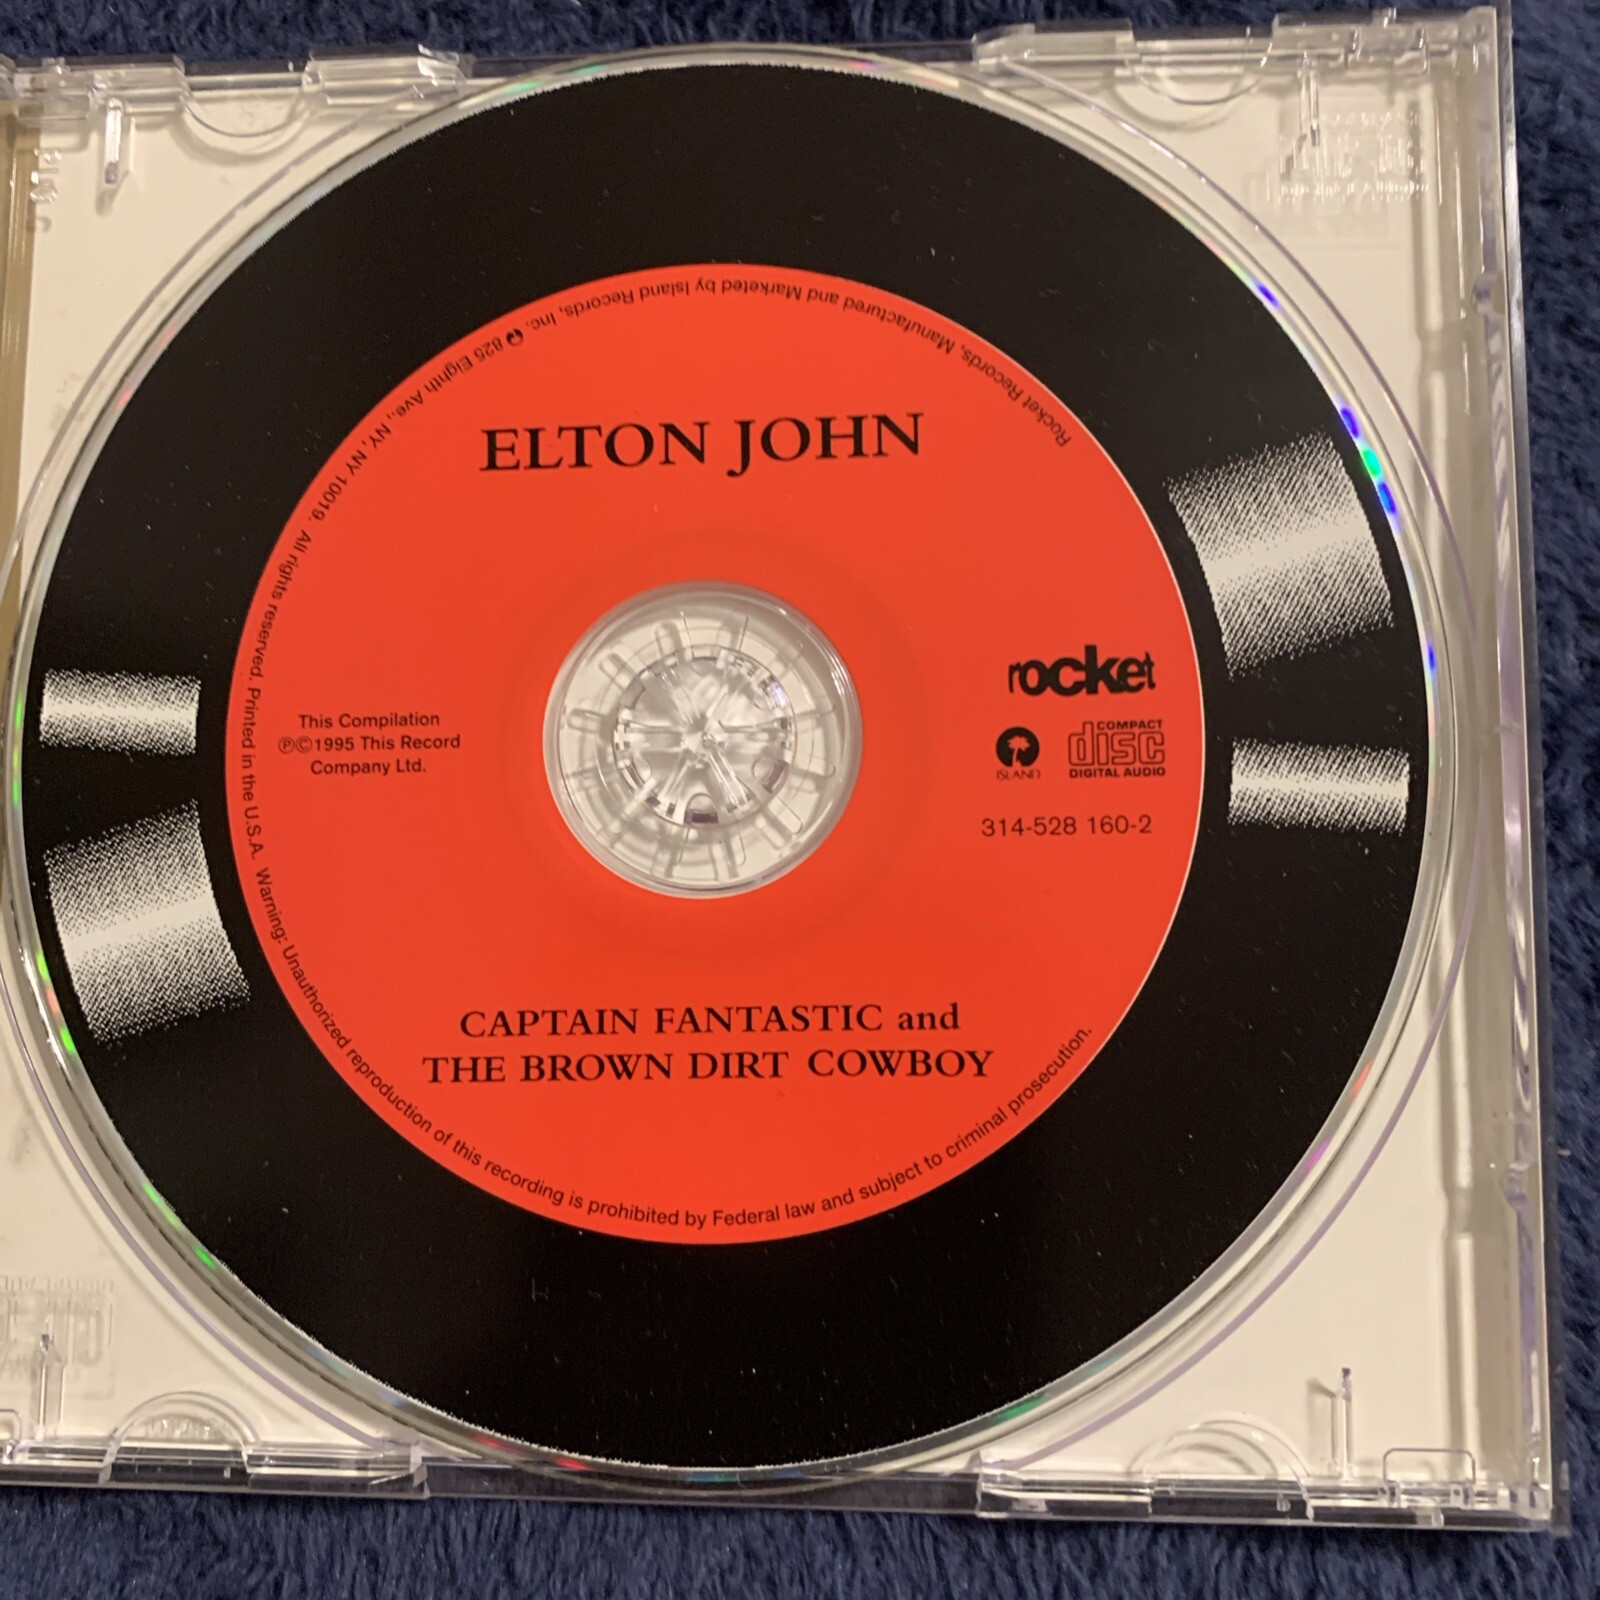 Rocket Records, Manufactured and Marketed by Island Records, Inc. 825 Eighth Ave., NY, NY 10019. All rights reserved. Printed in the U.S.A. Warning: Unauthorized reproduction of this recording is prohibited by Federal law and subject to criminal prosecution.
ELTON JOHN
This Compilation
℗©1995 This Record
Company Ltd.
rocket
ISLAND
COMPACT
disc
DIGITAL AUDIO
314-528 160-2
CAPTAIN FANTASTIC and
THE BROWN DIRT COWBOY